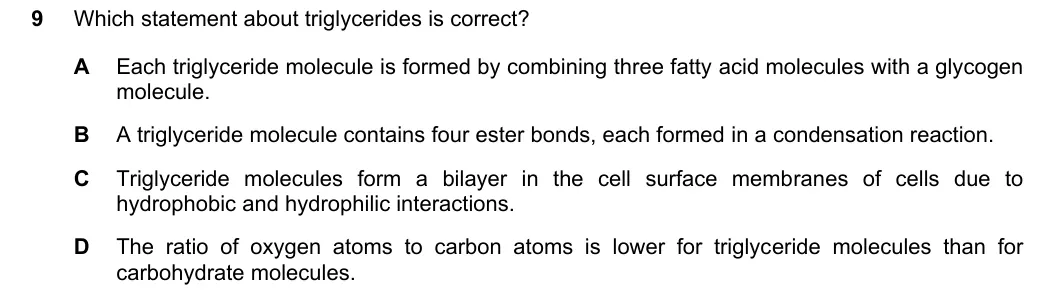 9 Which statement about triglycerides is correct?
A Each triglyceride molecule is formed by combining three fatty acid molecules with a glycogen
molecule.
B A triglyceride molecule contains four ester bonds, each formed in a condensation reaction.
C Triglyceride molecules form a bilayer in the cell surface membranes of cells due to
hydrophobic and hydrophilic interactions.
D The ratio of oxygen atoms to carbon atoms is lower for triglyceride molecules than for
carbohydrate molecules.